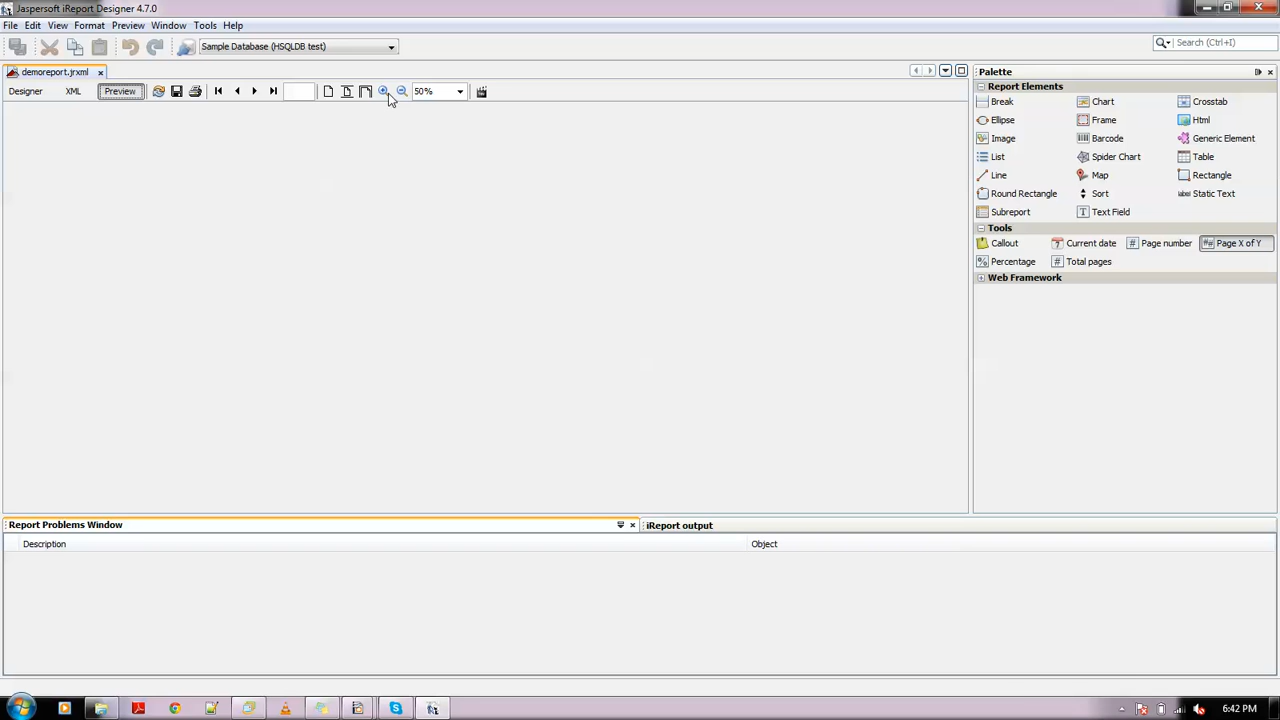 Jaspersoft iReport Designer 4.7.0
File Edit View Format Preview Window Tools Help
Sample Database (HSQLDB test)
Search (Ctrl+I)
demoreport.jrxml
Designer XML Preview 50%
Palette
Report Elements
Break Chart Crosstab
Ellipse Frame Html
Image Barcode Generic Element
List Spider Chart Table
Line Map Rectangle
Round Rectangle Sort Static Text
Subreport Text Field
Tools
Callout Current date Page number Page X of Y
Percentage Total pages
Web Framework
Report Problems Window iReport output
Description Object
6:42 PM